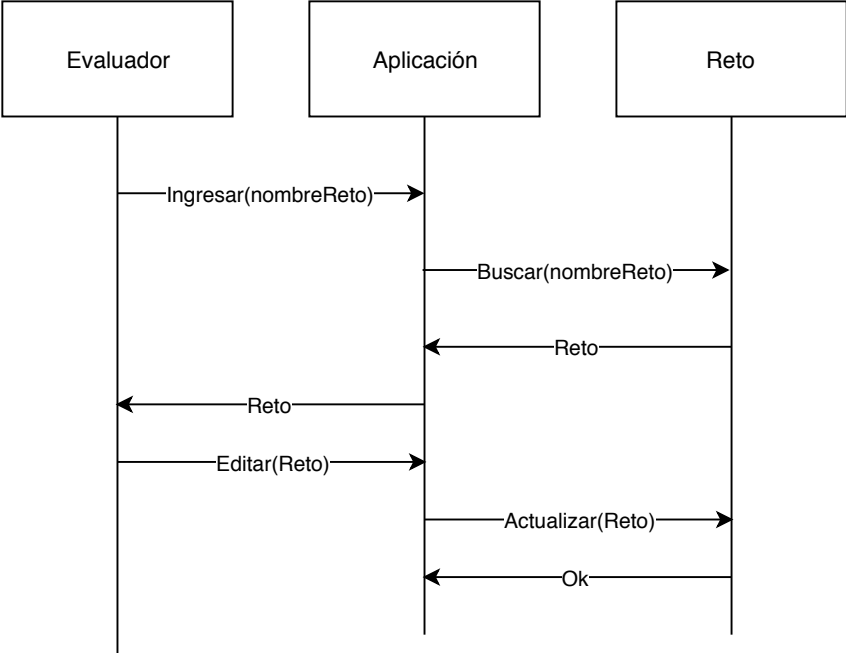 Evaluador
Aplicación
Reto
Ingresar(nombreReto)
Buscar(nombreReto)
Reto
Reto
Editar(Reto)
Actualizar(Reto)
Ok